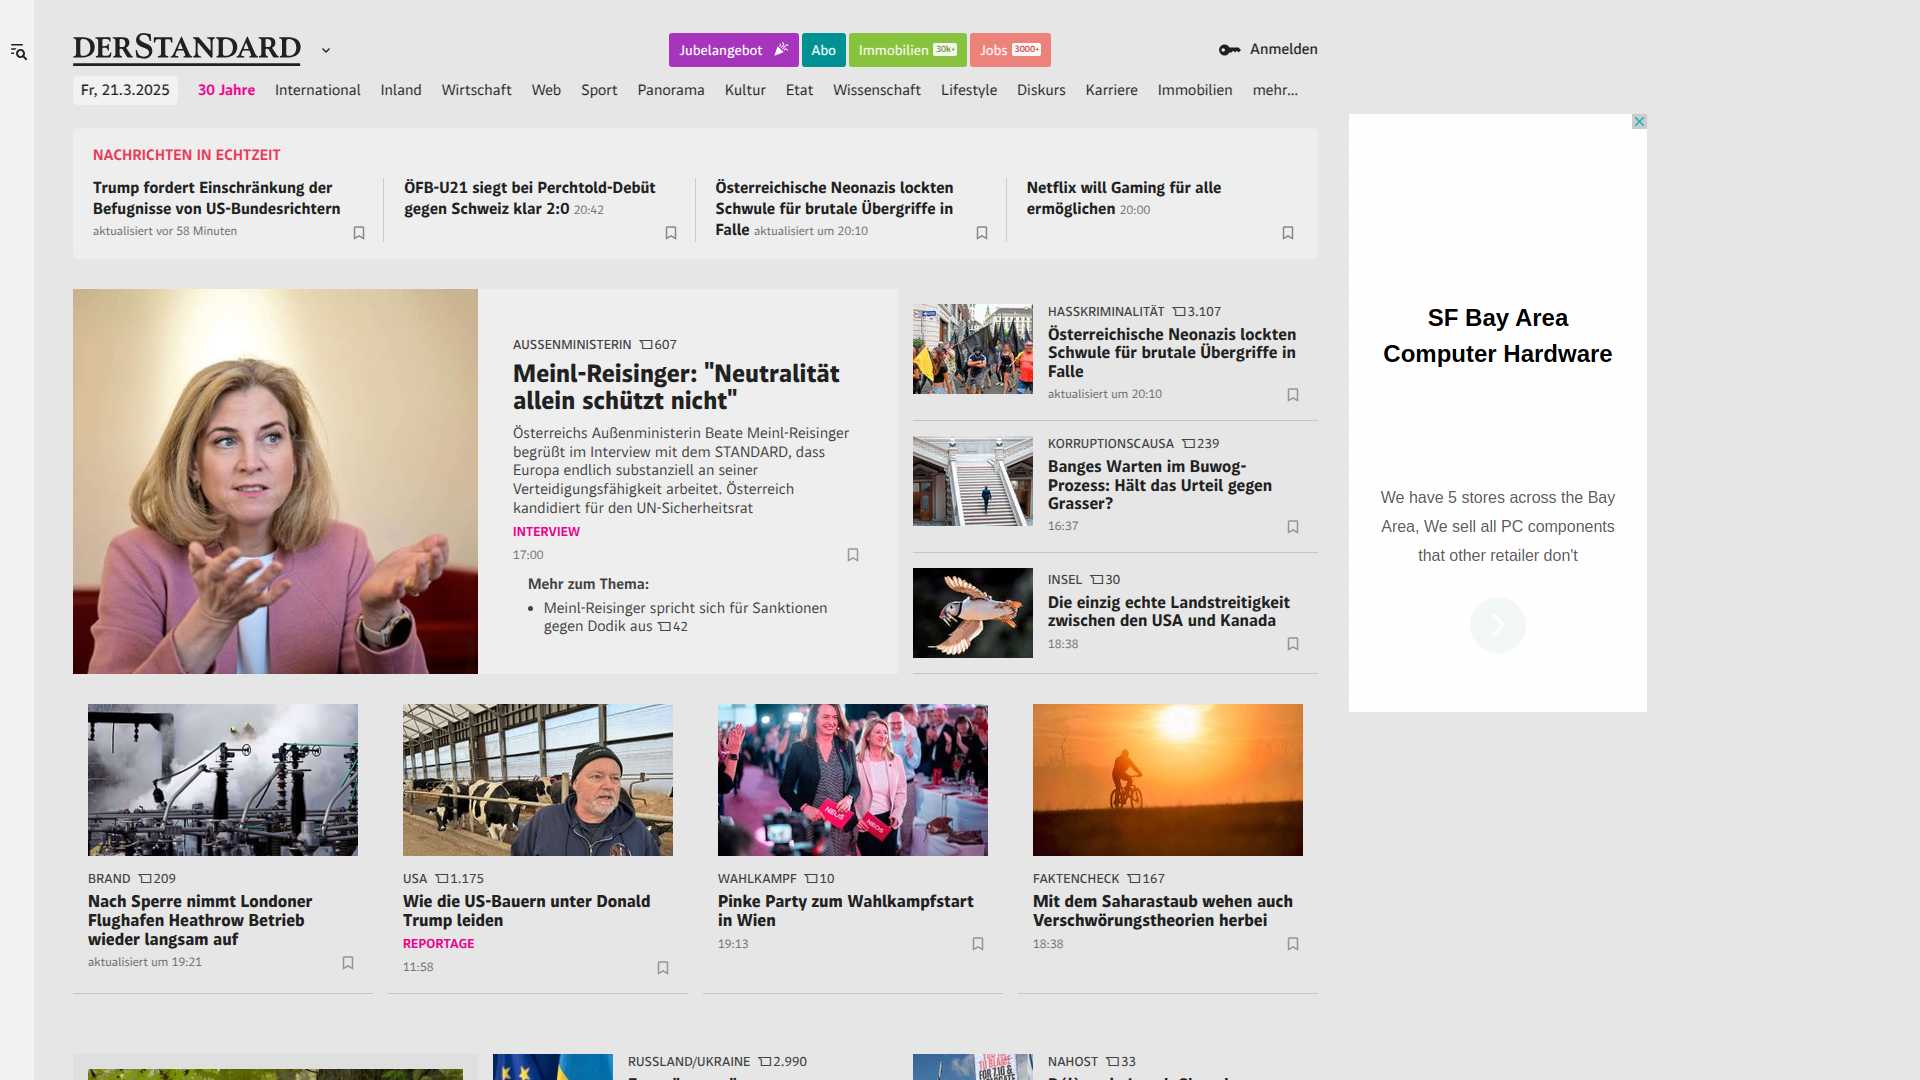 DERSTANDARD
Jubelangebot
Abo
Immobilien 30k+
Jobs 3000+
Anmelden
Fr, 21.3.2025
30 Jahre
International
Inland
Wirtschaft
Web
Sport
Panorama
Kultur
Etat
Wissenschaft
Lifestyle
Diskurs
Karriere
Immobilien
mehr...
NACHRICHTEN IN ECHTZEIT
Trump fordert Einschränkung der
Befugnisse von US-Bundesrichtern
aktualisiert vor 58 Minuten
ÖFB-U21 siegt bei Perchtold-Debüt
gegen Schweiz klar 2:0 20:42
Österreichische Neonazis lockten
Schwule für brutale Übergriffe in
Falle aktualisiert um 20:10
Netflix will Gaming für alle
ermöglichen 20:00
AUSSENMINISTERIN 607
Meinl-Reisinger: "Neutralität
allein schützt nicht"
Österreichs Außenministerin Beate Meinl-Reisinger
begrüßt im Interview mit dem STANDARD, dass
Europa endlich substanziell an seiner
Verteidigungsfähigkeit arbeitet. Österreich
kandidiert für den UN-Sicherheitsrat
INTERVIEW
17:00
Mehr zum Thema:
• Meinl-Reisinger spricht sich für Sanktionen
gegen Dodik aus 42
HASSKRIMINALITÄT 3.107
Österreichische Neonazis lockten
Schwule für brutale Übergriffe in
Falle
aktualisiert um 20:10
KORRUPTIONSCAUSA 239
Banges Warten im Buwog-
Prozess: Hält das Urteil gegen
Grasser?
16:37
INSEL 30
Die einzig echte Landstreitigkeit
zwischen den USA und Kanada
18:38
SF Bay Area
Computer Hardware
We have 5 stores across the Bay
Area, We sell all PC components
that other retailer don't
BRAND 209
Nach Sperre nimmt Londoner
Flughafen Heathrow Betrieb
wieder langsam auf
aktualisiert um 19:21
USA 1.175
Wie die US-Bauern unter Donald
Trump leiden
REPORTAGE
11:58
NEOS
NEOS
WAHLKAMPF 10
Pinke Party zum Wahlkampfstart
in Wien
19:13
FAKTENCHECK 167
Mit dem Saharastaub wehen auch
Verschwörungstheorien herbei
18:38
RUSSLAND/UKRAINE 2.990
NAHOST 33